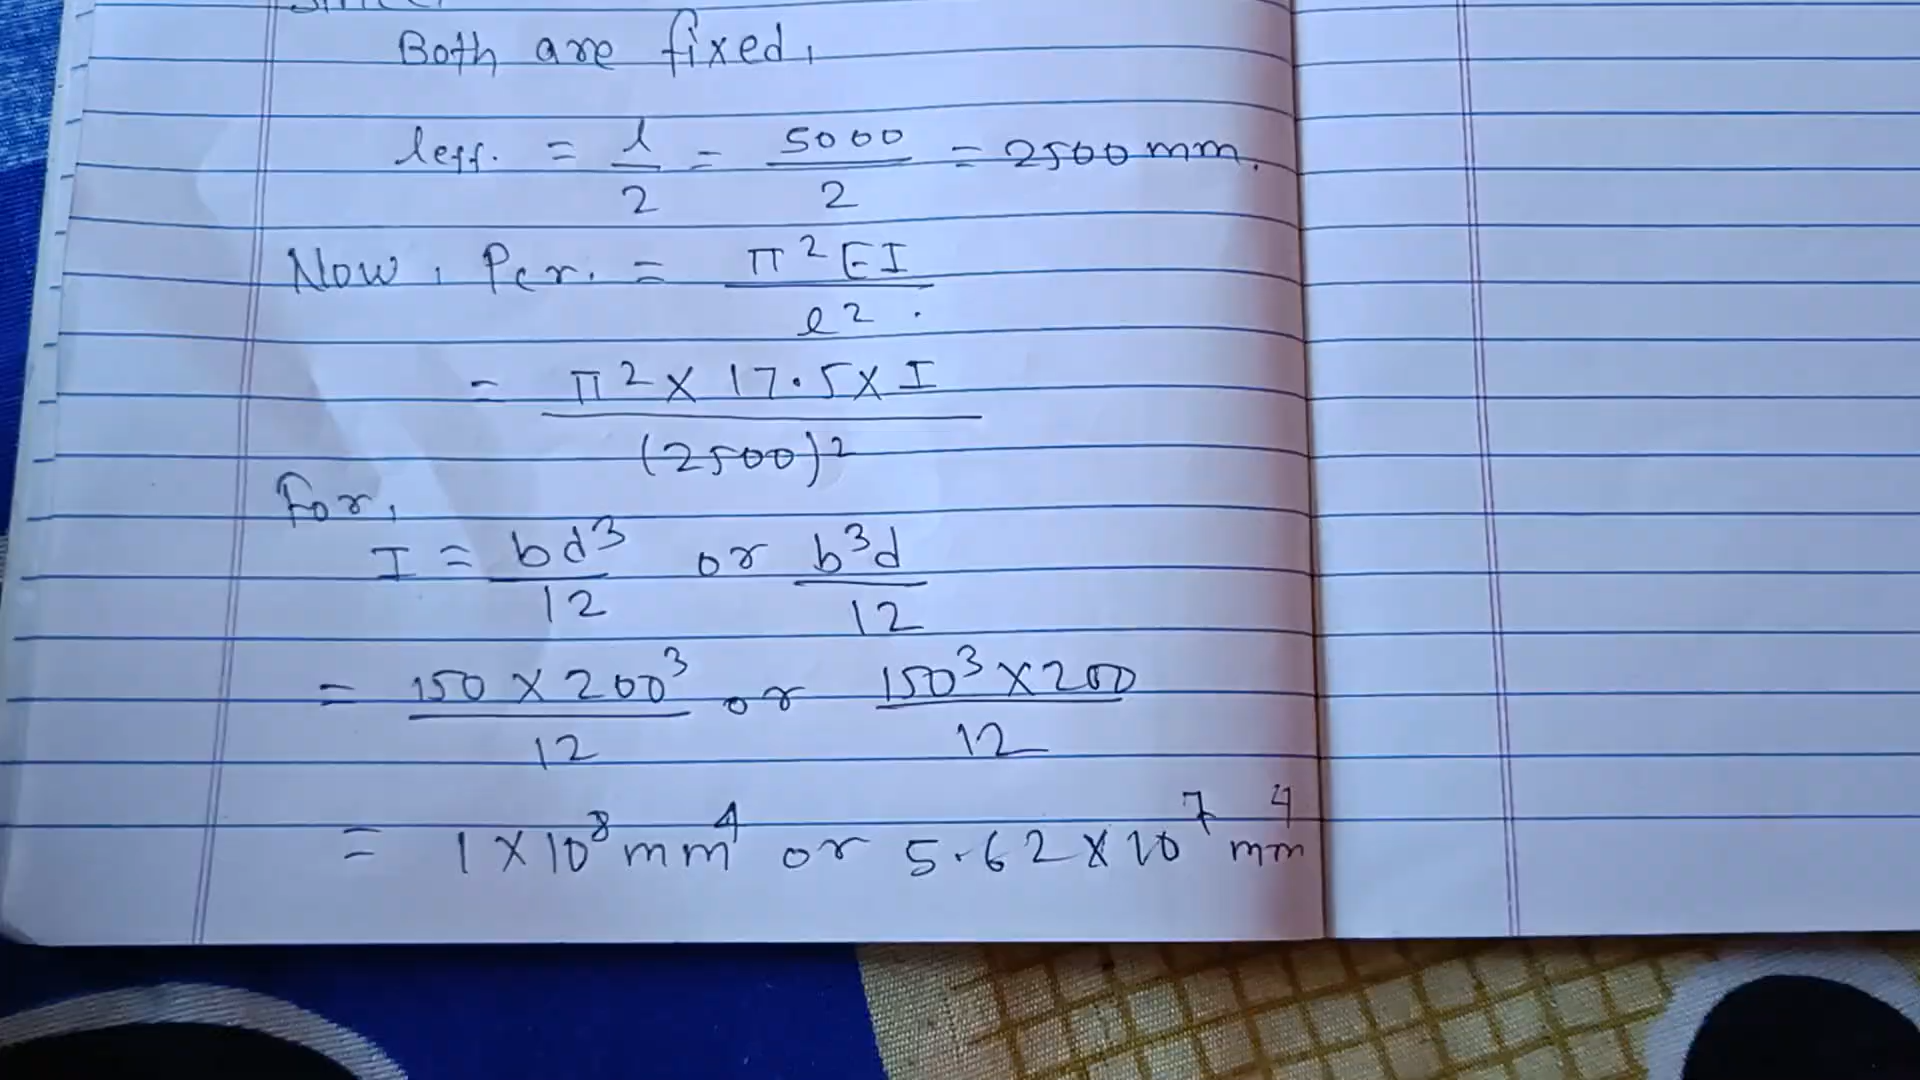 Both are fixed,
leff. = l/2 = 5000/2 = 2500 mm.
Now, Pcr. = π²EI/l².
= π² × 17.5 × I/(2500)²
For,
I = bd³/12 or b³d/12
= 150 × 200³/12 or 150³ × 200/12
= 1 × 10⁸ mm⁴ or 5.62 × 10⁷ mm⁴